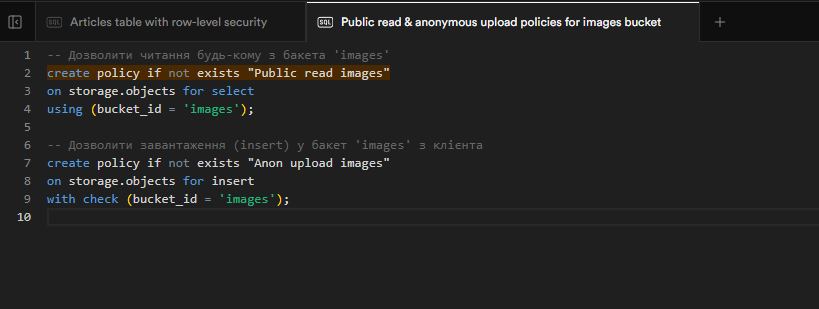 SQL Articles table with row-level security
SQL Public read & anonymous upload policies for images bucket
1 -- Дозволити читання будь-кому з бакета 'images'
2 create policy if not exists "Public read images"
3 on storage.objects for select
4 using (bucket_id = 'images');
5
6 -- Дозволити завантаження (insert) у бакет 'images' з клієнта
7 create policy if not exists "Anon upload images"
8 on storage.objects for insert
9 with check (bucket_id = 'images');
10